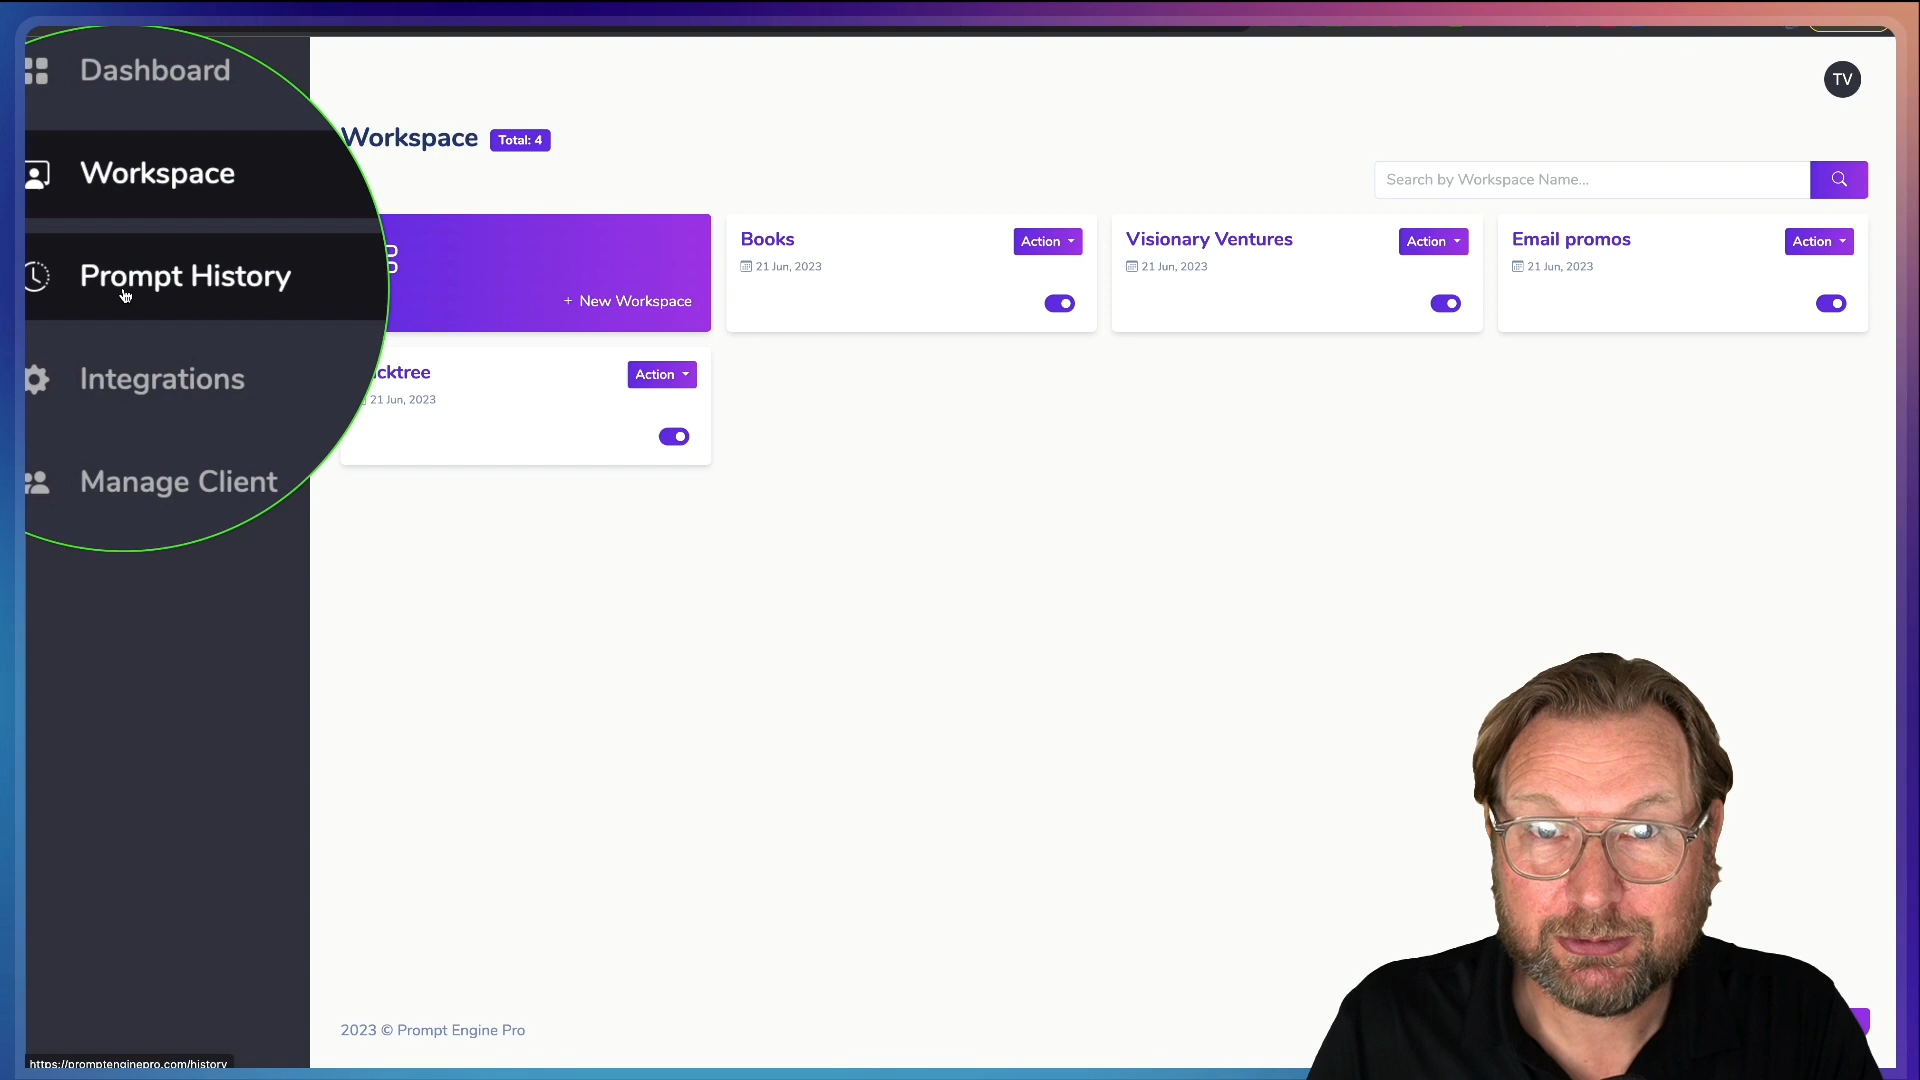 Dashboard
Workspace
Prompt History
Integrations
Manage Client
TV
Workspace
Total: 4
Search by Workspace Name...
+ New Workspace
Books
Action
21 Jun, 2023
Visionary Ventures
Action
21 Jun, 2023
Email promos
Action
21 Jun, 2023
cktree
Action
21 Jun, 2023
2023 © Prompt Engine Pro
https://promptenginepro.com/history